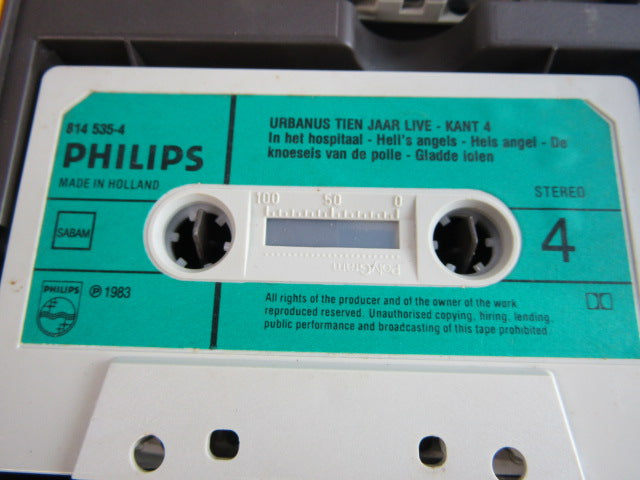 814 535-4
PHILIPS
MADE IN HOLLAND
URBANUS TIEN JAAR LIVE - KANT 4
In het hospitaal - Hell's angels - Hels angel - De
knoesels van de polle - Gladde iolen
STEREO
4
100 50 0
PolyGram
SABAM
PHILIPS
Ⓟ 1983
All rights of the producer and of the owner of the work
reproduced reserved. Unauthorised copying, hiring, lending,
public performance and broadcasting of this tape prohibited